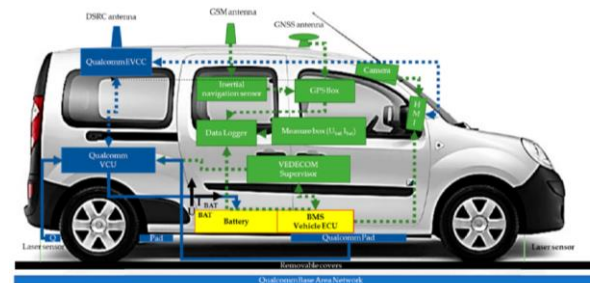 DSRC antenna
GSM antenna
GNSS antenna
Qualcomm EVCC
Camera
Inertial
navigation sensor
GPS Box
HMI
Data Logger
Measure box (U
Qualcomm
VCU
VEDECOM
Supervisor
BAT
BAT
Battery
BMS
Vehicle ECU
Pad
Qualcomm Pad
Laser sensor
Laser sensor
Removable covers
Qualcomm Base Area Network